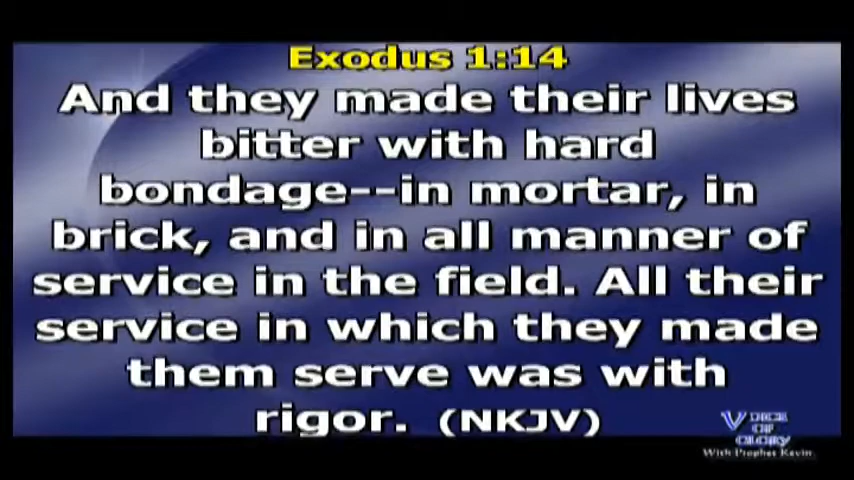 Exodus 1:14
And they made their lives
bitter with hard
bondage--in mortar, in
brick, and in all manner of
service in the field. All their
service in which they made
them serve was with
rigor. (NKJV)
VOICE
OF
GLORY
With Prophet Kevin